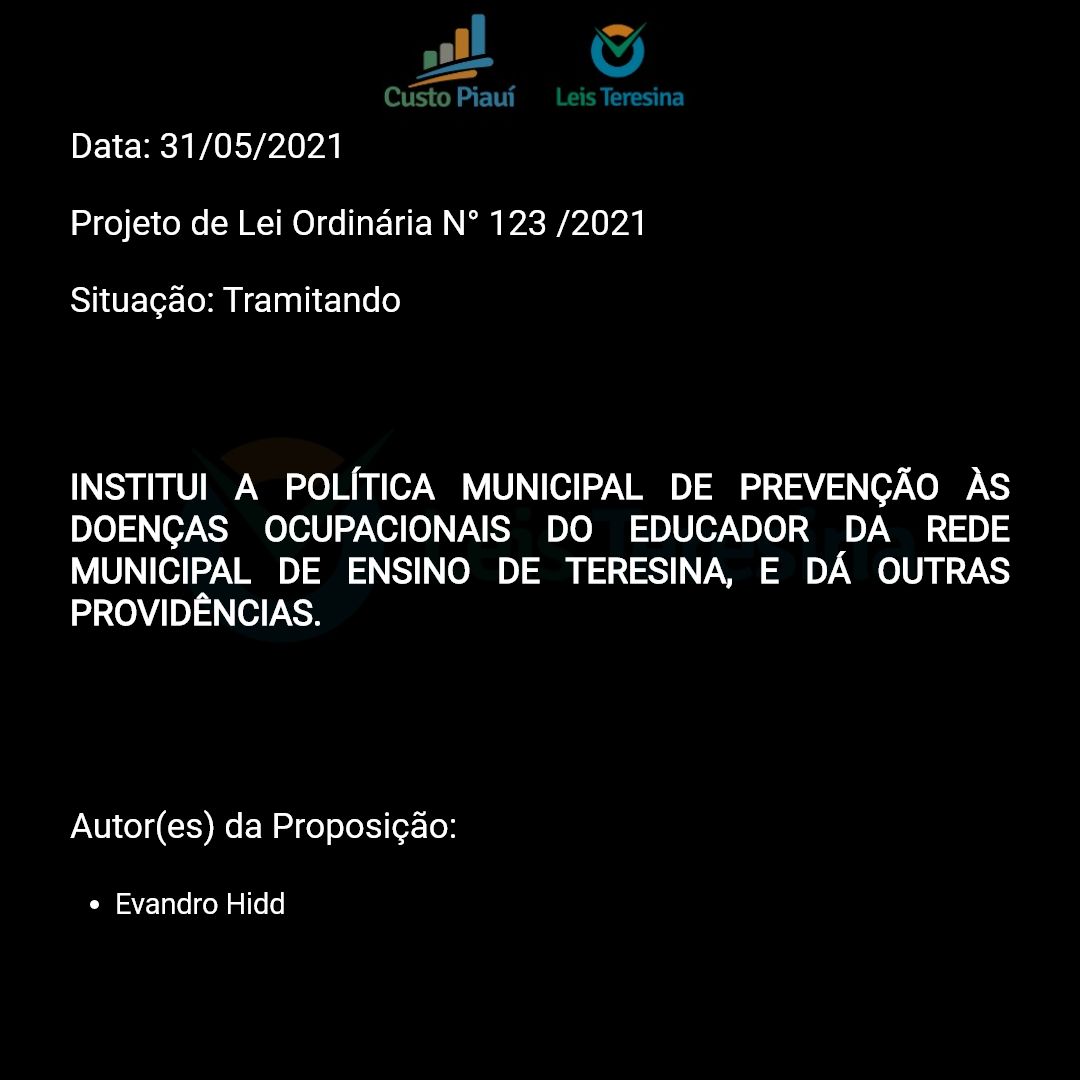 Custo Piauí
Leis Teresina
Data: 31/05/2021
Projeto de Lei Ordinária N° 123 /2021
Situação: Tramitando
INSTITUI A POLÍTICA MUNICIPAL DE PREVENÇÃO ÀS
DOENÇAS OCUPACIONAIS DO EDUCADOR DA REDE
MUNICIPAL DE ENSINO DE TERESINA, E DÁ OUTRAS
PROVIDÊNCIAS.
Leis Teresina
Autor(es) da Proposição:
• Evandro Hidd